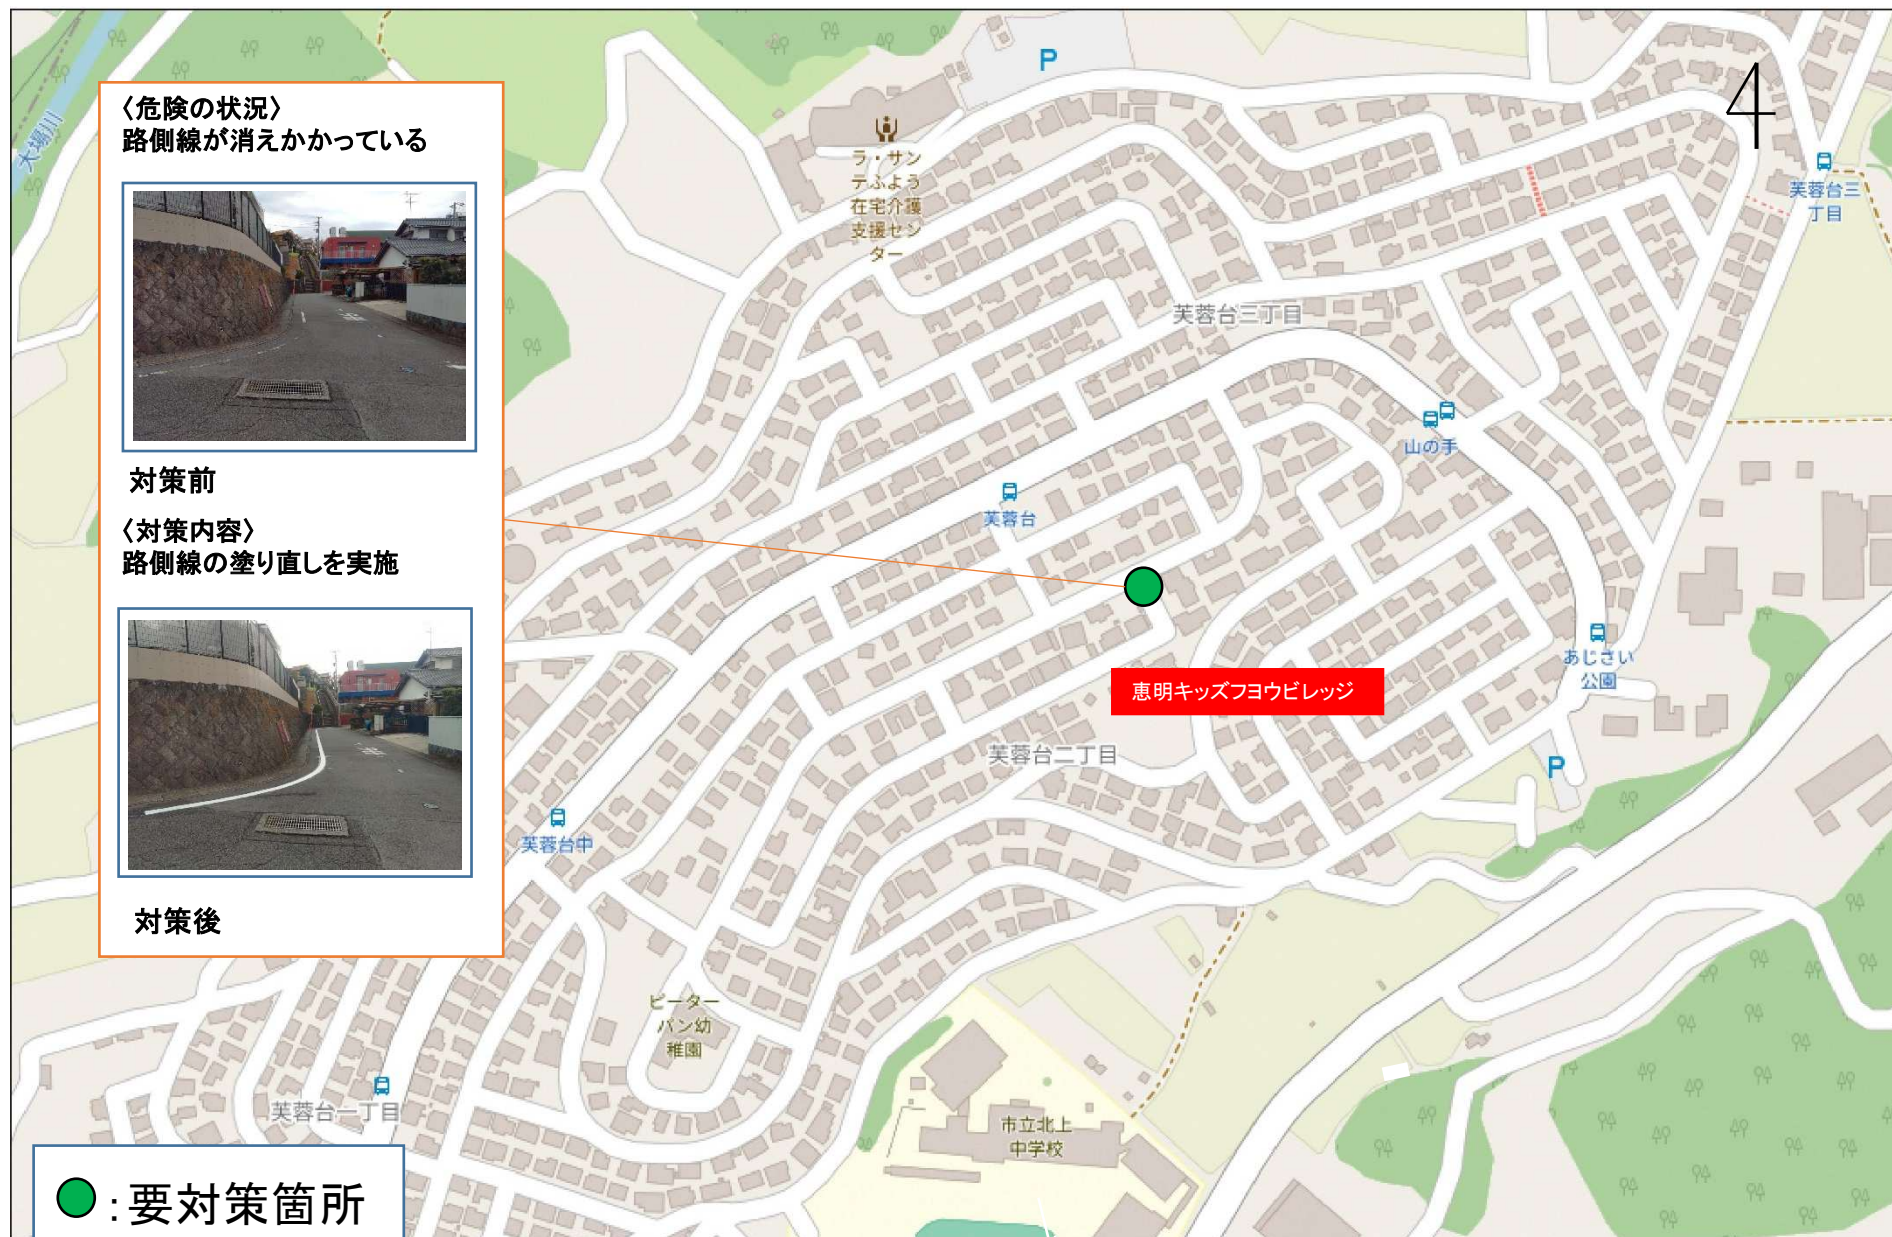 〈危険の状況〉
路側線が消えかかっている
対策前
〈対策内容〉
路側線の塗り直しを実施
対策後
大場川
P
ラ・サン
テふよう
在宅介護
支援セン
ター
芙蓉台三
丁目
芙蓉台三丁目
山の手
芙蓉台
あじさい
公園
恵明キッズフヨウビレッジ
芙蓉台二丁目
P
芙蓉台中
ピーター
パン幼
稚園
芙蓉台一丁目
市立北上
中学校
：要対策箇所